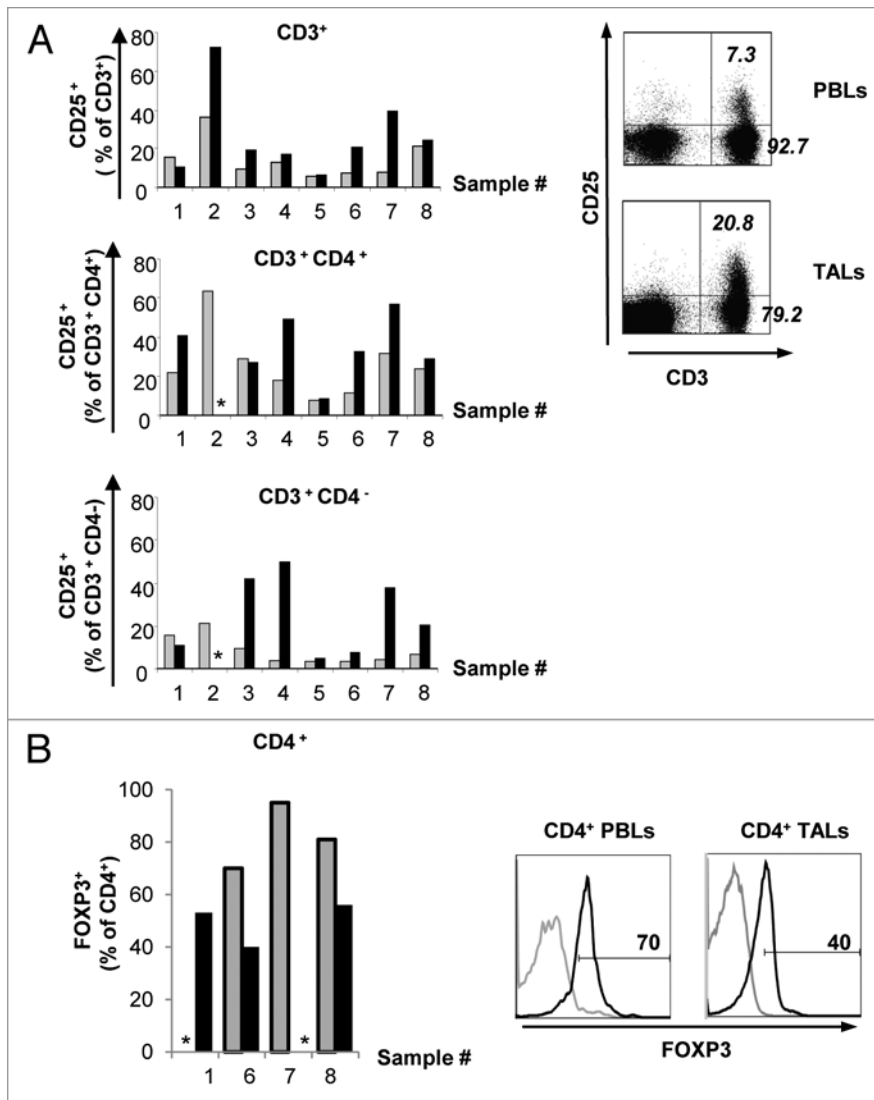 A
CD3⁺
CD25⁺
( % of CD3⁺)
80
60
40
20
0
1 2 3 4 5 6 7 8
Sample #
CD3⁺ CD4⁺
CD25⁺
(% of CD3⁺ CD4⁺)
80
60
40
20
0
*
1 2 3 4 5 6 7 8
Sample #
CD3⁺ CD4⁻
CD25⁺
(% of CD3⁺ CD4-)
80
60
40
20
0
*
1 2 3 4 5 6 7 8
Sample #
7.3
PBLs
92.7
20.8
TALs
79.2
CD25
CD3
B
CD4⁺
FOXP3⁺
(% of CD4⁺)
100
80
60
40
20
0
* *
1 6 7 8
Sample #
CD4⁺ PBLs
CD4⁺ TALs
70
40
FOXP3